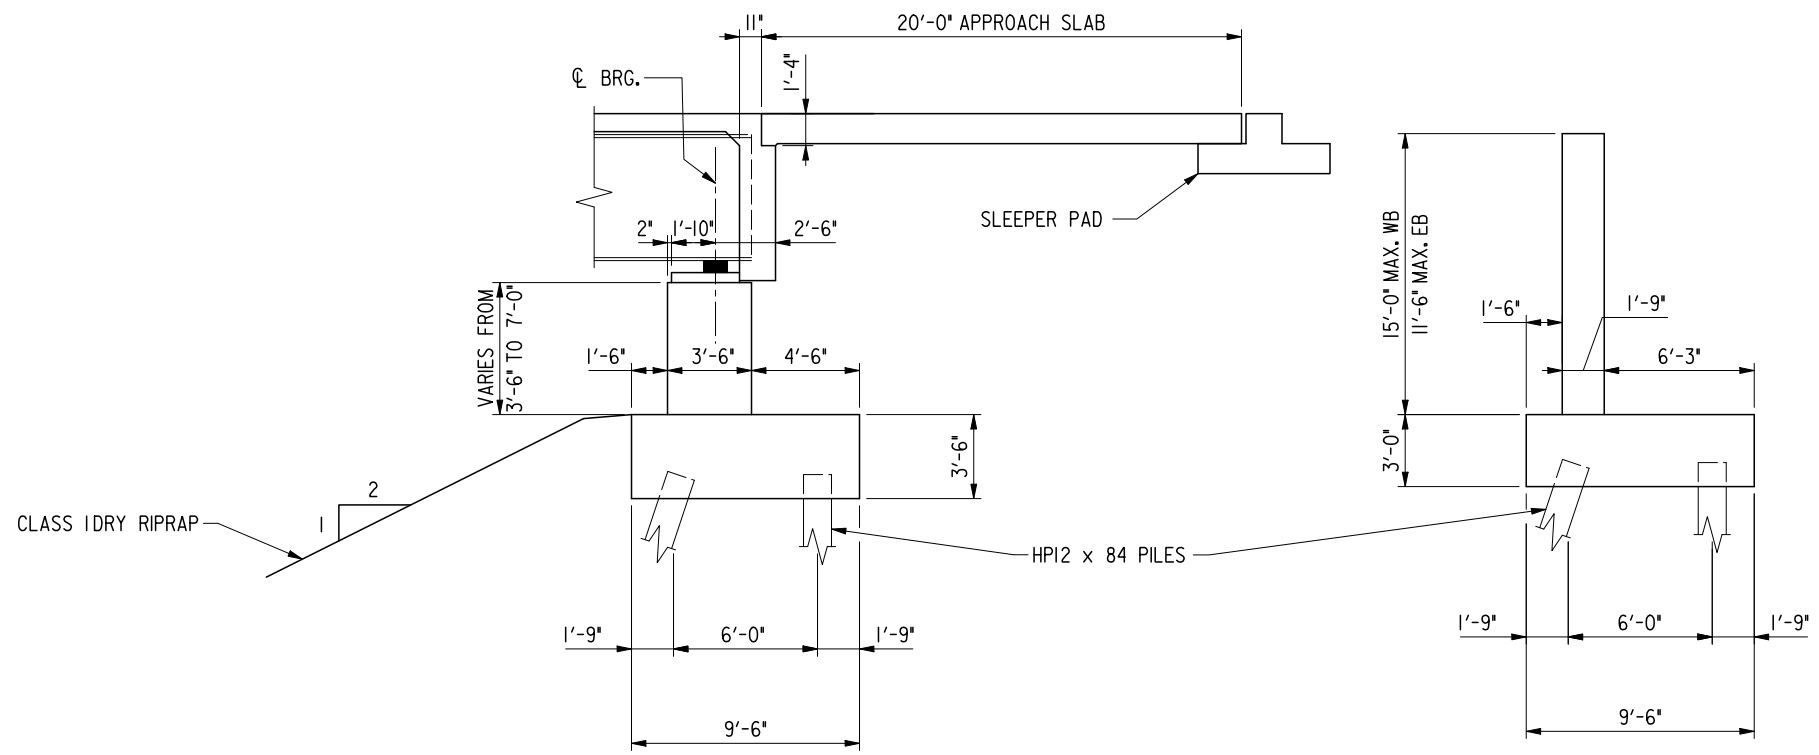 11"
20'-0" APPROACH SLAB
1'-4"
℄ BRG.
SLEEPER PAD
2"
1'-10"
2'-6"
VARIES FROM
3'-6" TO 7'-0"
1'-6"
3'-6"
4'-6"
3'-6"
2
1
CLASS I DRY RIPRAP
HP12 x 84 PILES
1'-9"
6'-0"
1'-9"
9'-6"
15'-0" MAX. WB
11'-6" MAX. EB
1'-6"
1'-9"
6'-3"
3'-0"
1'-9"
6'-0"
1'-9"
9'-6"